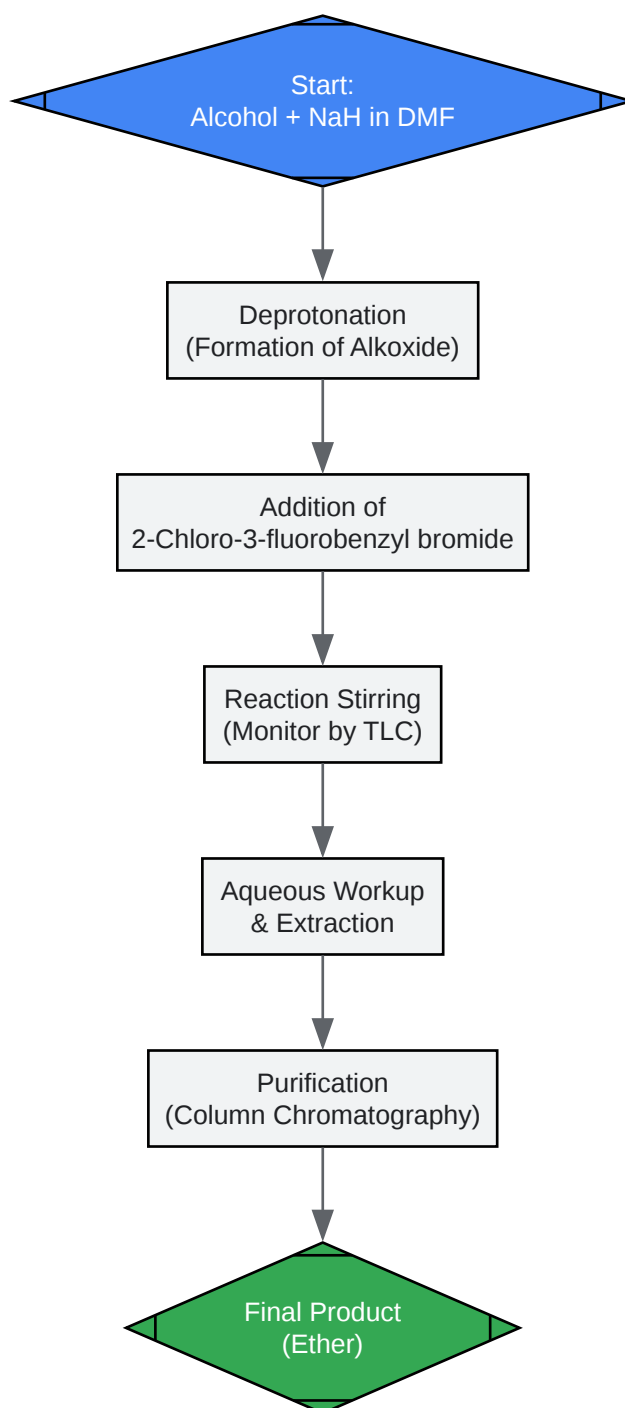 Start:
Alcohol + NaH in DMF
Deprotonation
(Formation of Alkoxide)
Addition of
2-Chloro-3-fluorobenzyl bromide
Reaction Stirring
(Monitor by TLC)
Aqueous Workup
& Extraction
Purification
(Column Chromatography)
Final Product
(Ether)